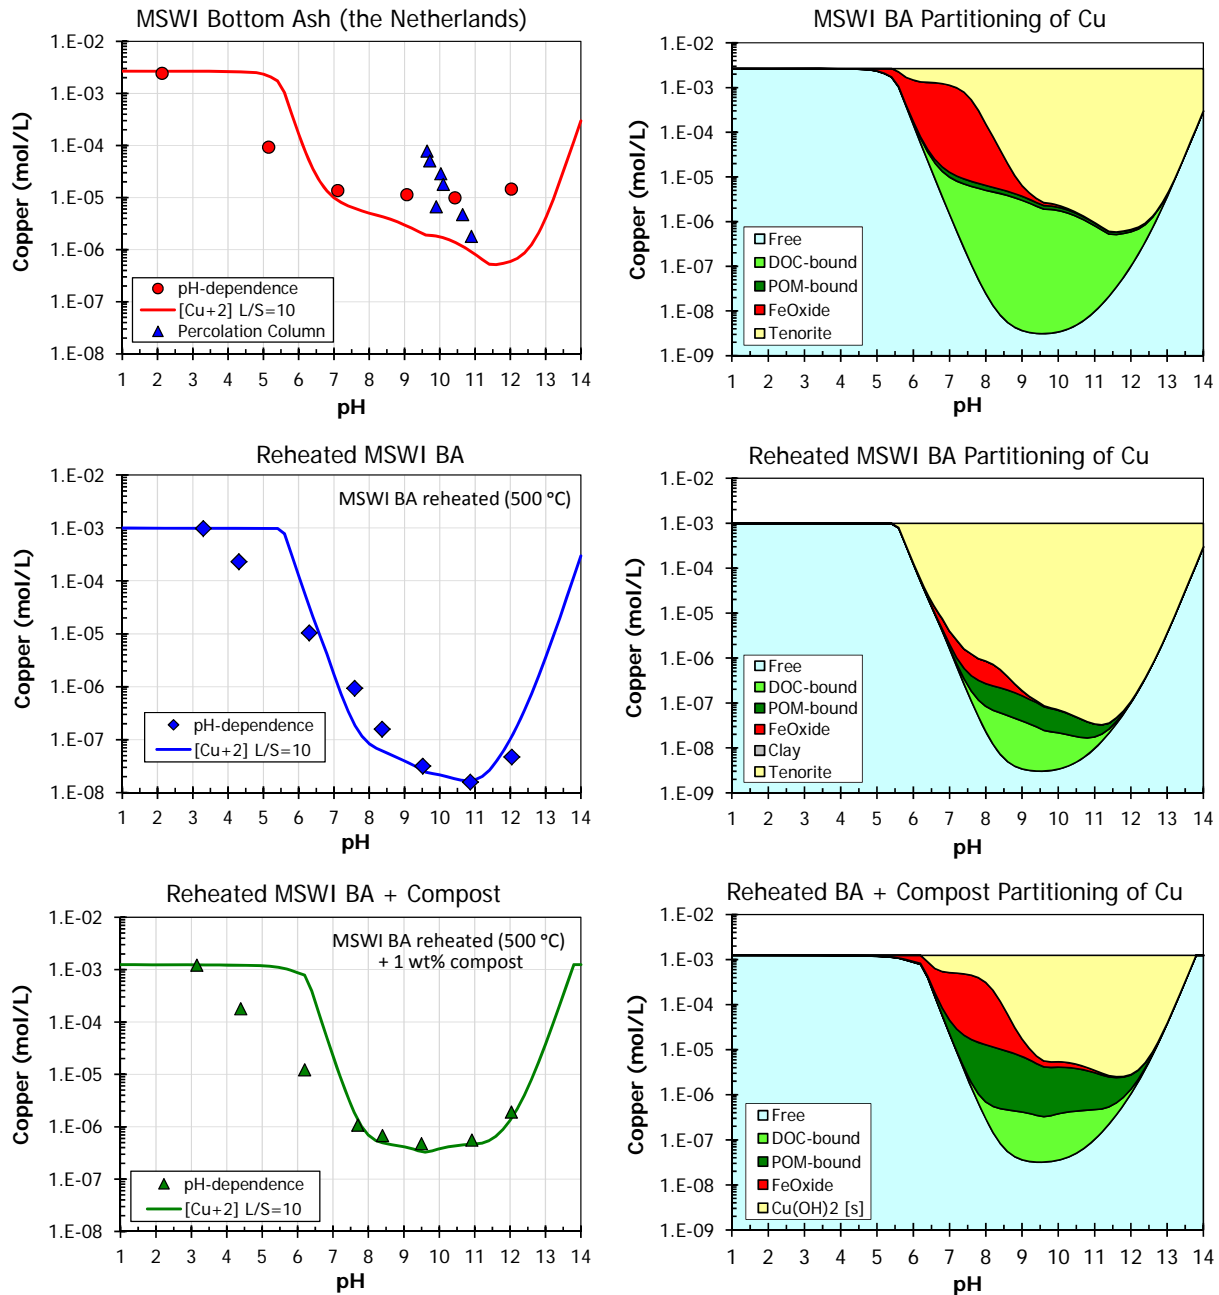 MSWI Bottom Ash (the Netherlands)
1.E-02
1.E-03
1.E-04
1.E-05
1.E-06
1.E-07
1.E-08
Copper (mol/L)
pH-dependence
[Cu+2] L/S=10
Percolation Column
1 2 3 4 5 6 7 8 9 10 11 12 13 14
pH
MSWI BA Partitioning of Cu
1.E-02
1.E-03
1.E-04
1.E-05
1.E-06
1.E-07
1.E-08
1.E-09
Copper (mol/L)
Free
DOC-bound
POM-bound
FeOxide
Tenorite
1 2 3 4 5 6 7 8 9 10 11 12 13 14
pH
Reheated MSWI BA
1.E-02
1.E-03
1.E-04
1.E-05
1.E-06
1.E-07
1.E-08
Copper (mol/L)
MSWI BA reheated (500 °C)
pH-dependence
[Cu+2] L/S=10
1 2 3 4 5 6 7 8 9 10 11 12 13 14
pH
Reheated MSWI BA Partitioning of Cu
1.E-02
1.E-03
1.E-04
1.E-05
1.E-06
1.E-07
1.E-08
1.E-09
Copper (mol/L)
Free
DOC-bound
POM-bound
FeOxide
Clay
Tenorite
1 2 3 4 5 6 7 8 9 10 11 12 13 14
pH
Reheated MSWI BA + Compost
1.E-02
1.E-03
1.E-04
1.E-05
1.E-06
1.E-07
1.E-08
Copper (mol/L)
MSWI BA reheated (500 °C)
+ 1 wt% compost
pH-dependence
[Cu+2] L/S=10
1 2 3 4 5 6 7 8 9 10 11 12 13 14
pH
Reheated BA + Compost Partitioning of Cu
1.E-02
1.E-03
1.E-04
1.E-05
1.E-06
1.E-07
1.E-08
1.E-09
Copper (mol/L)
Free
DOC-bound
POM-bound
FeOxide
Cu(OH)2 [s]
1 2 3 4 5 6 7 8 9 10 11 12 13 14
pH